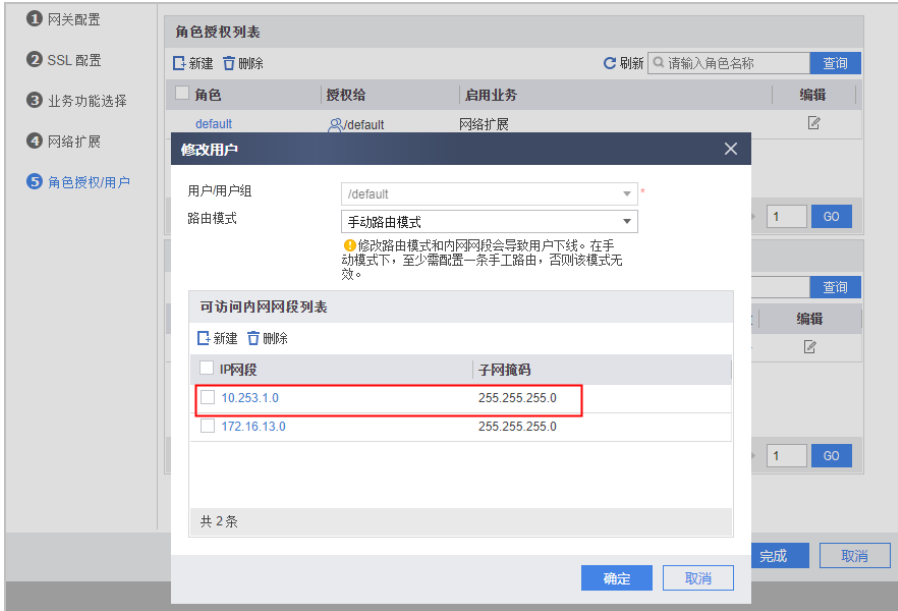 1 网关配置
2 SSL 配置
3 业务功能选择
4 网络扩展
5 角色授权/用户
角色授权列表
新建 删除 刷新 请输入角色名称 查询
角色 授权给 启用业务 编辑
default /default 网络扩展
1 GO
查询
编辑
1 GO
完成 取消
修改用户
用户/用户组 /default *
路由模式 手动路由模式
修改路由模式和内网网段会导致用户下线。在手
动模式下，至少需配置一条手工路由，否则该模式无
效。
可访问内网网段列表
新建 删除
IP网段 子网掩码
10.253.1.0 255.255.255.0
172.16.13.0 255.255.255.0
共 2 条
确定 取消